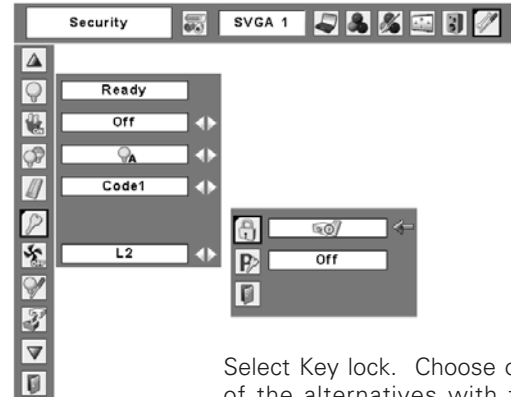 Security
SVGA 1
Ready
Off
A
Code1
L2
P
Off
Select Key lock. Choose
of the alternatives with